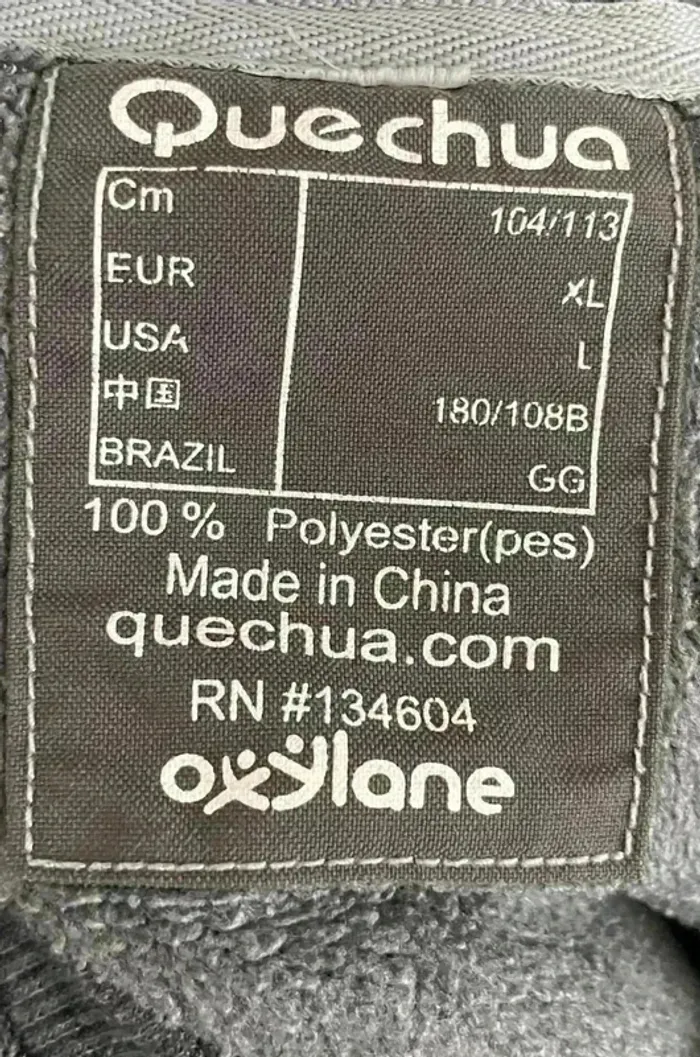 Quechua
Cm 104/113
EUR XL
USA L
中国 180/108B
BRAZIL GG
100 % Polyester(pes)
Made in China
quechua.com
RN #134604
oxylane